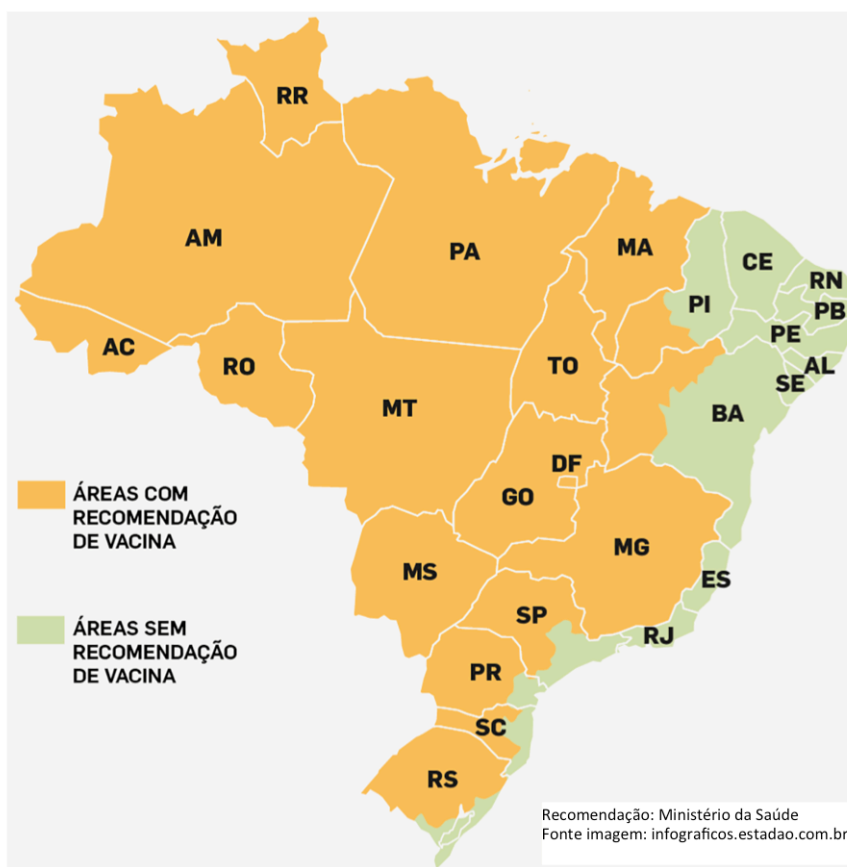 RR
AM
PA
MA
CE
RN
PI
PB
PE
AC
RO
TO
AL
SE
MT
BA
DF
GO
ÁREAS COM
RECOMENDAÇÃO
DE VACINA
MG
MS
ES
SP
ÁREAS SEM
RECOMENDAÇÃO
DE VACINA
RJ
PR
SC
RS
Recomendação: Ministério da Saúde
Fonte imagem: infograficos.estadao.com.br